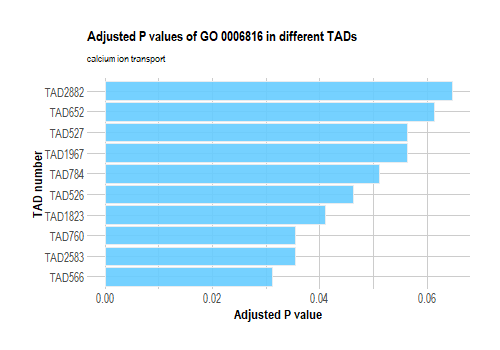 Adjusted P values of GO 0006816 in different TADs
calcium ion transport
TAD number
TAD2882
TAD652
TAD527
TAD1967
TAD784
TAD526
TAD1823
TAD760
TAD2583
TAD566
0.00 0.02 0.04 0.06
Adjusted P value